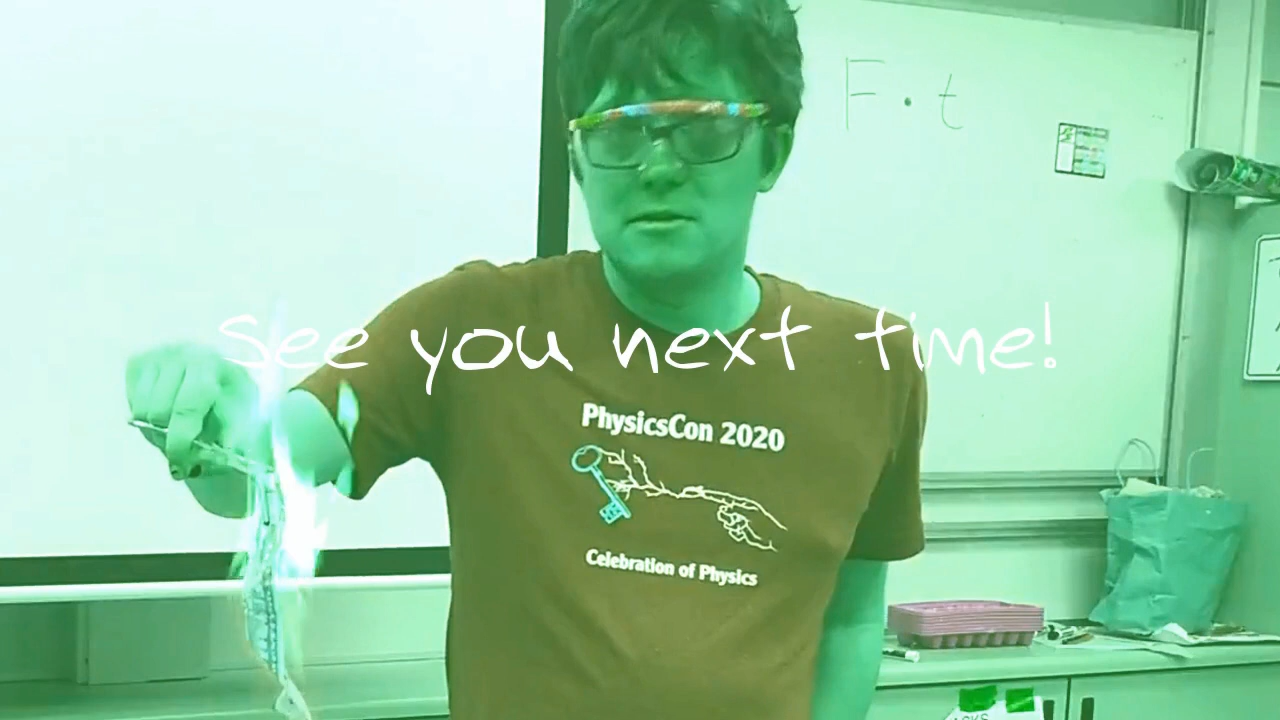 F • t
See you next time!
PhysicsCon 2020
Celebration of Physics